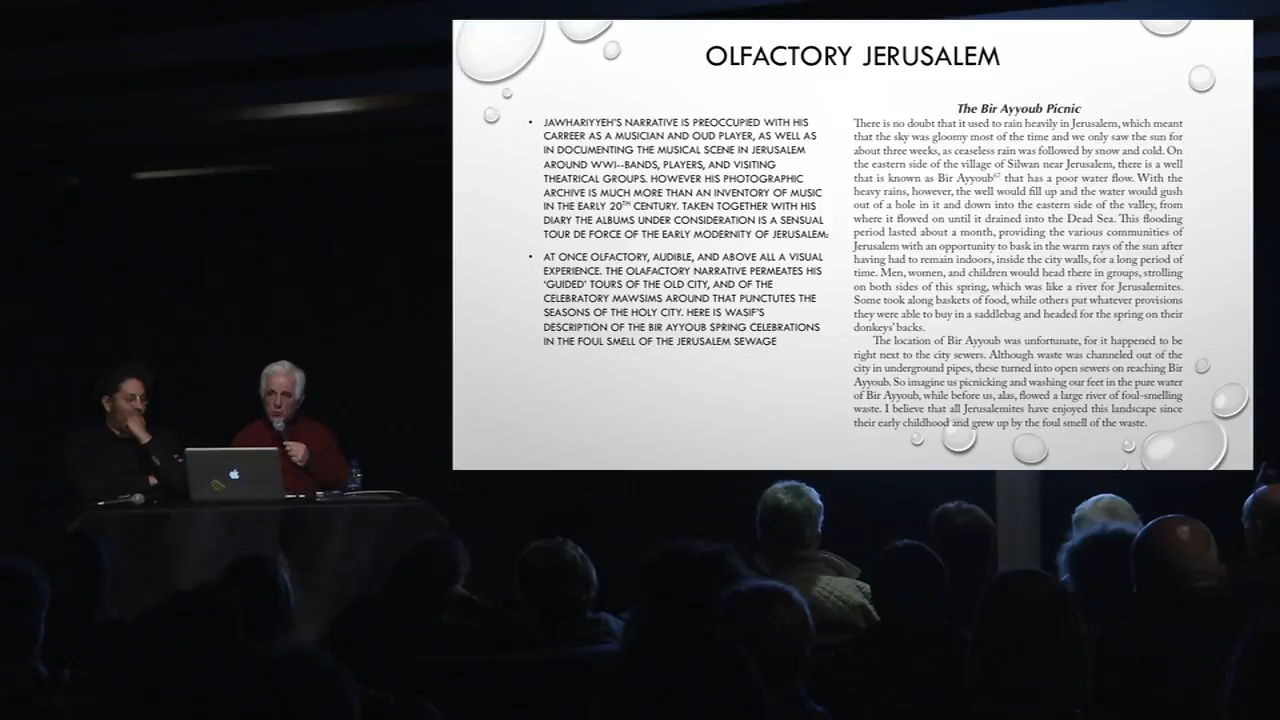 OLFACTORY JERUSALEM
• JAWHARIYYEH'S NARRATIVE IS PREOCCUPIED WITH HIS
CARREER AS A MUSICIAN AND OUD PLAYER, AS WELL AS
IN DOCUMENTING THE MUSICAL SCENE IN JERUSALEM
AROUND WWI--BANDS, PLAYERS, AND VISITING
THEATRICAL GROUPS. HOWEVER HIS PHOTOGRAPHIC
ARCHIVE IS MUCH MORE THAN AN INVENTORY OF MUSIC
IN THE EARLY 20TH CENTURY. TAKEN TOGETHER WITH HIS
DIARY THE ALBUMS UNDER CONSIDERATION IS A SENSUAL
TOUR DE FORCE OF THE EARLY MODERNITY OF JERUSALEM:
• AT ONCE OLFACTORY, AUDIBLE, AND ABOVE ALL A VISUAL
EXPERIENCE. THE OLAFACTORY NARRATIVE PERMEATES HIS
'GUIDED' TOURS OF THE OLD CITY, AND OF THE
CELEBRATORY MAWSIMS AROUND THAT PUNCTUTES THE
SEASONS OF THE HOLY CITY. HERE IS WASIF'S
DESCRIPTION OF THE BIR AYYOUB SPRING CELEBRATIONS
IN THE FOUL SMELL OF THE JERUSALEM SEWAGE
The Bir Ayyoub Picnic
There is no doubt that it used to rain heavily in Jerusalem, which meant
that the sky was gloomy most of the time and we only saw the sun for
about three weeks, as ceaseless rain was followed by snow and cold. On
the eastern side of the village of Silwan near Jerusalem, there is a well
that is known as Bir Ayyoub67 that has a poor water flow. With the
heavy rains, however, the well would fill up and the water would gush
out of a hole in it and down into the eastern side of the valley, from
where it flowed on until it drained into the Dead Sea. This flooding
period lasted about a month, providing the various communities of
Jerusalem with an opportunity to bask in the warm rays of the sun after
having had to remain indoors, inside the city walls, for a long period of
time. Men, women, and children would head there in groups, strolling
on both sides of this spring, which was like a river for Jerusalemites.
Some took along baskets of food, while others put whatever provisions
they were able to buy in a saddlebag and headed for the spring on their
donkeys' backs.
The location of Bir Ayyoub was unfortunate, for it happened to be
right next to the city sewers. Although waste was channeled out of the
city in underground pipes, these turned into open sewers on reaching Bir
Ayyoub. So imagine us picnicking and washing our feet in the pure water
of Bir Ayyoub, while before us, alas, flowed a large river of foul-smelling
waste. I believe that all Jerusalemites have enjoyed this landscape since
their early childhood and grew up by the foul smell of the waste.